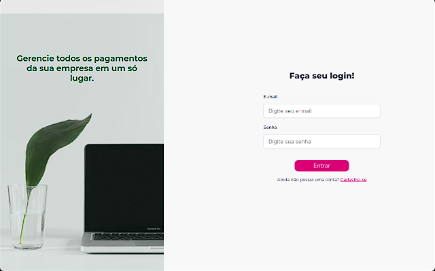 Gerencie todos os pagamentos
da sua empresa em um só
lugar.
Faça seu login!
E-mail
Digite seu e-mail
Senha
Digite sua senha
Entrar
Ainda não possui uma conta? Cadastre-se